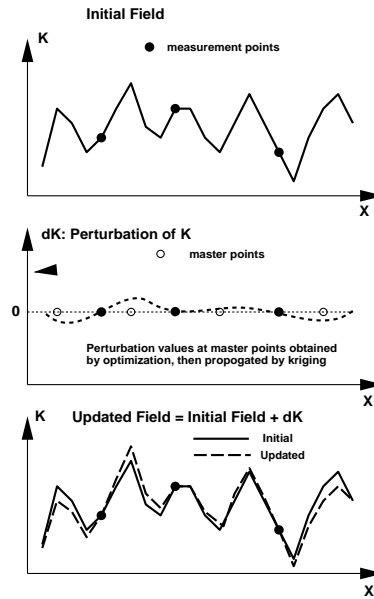 Initial Field
K
measurement points
X
dK: Perturbation of K
master points
0
Perturbation values at master points obtained
by optimization, then propogated by kriging
X
K
Updated Field = Initial Field + dK
Initial
Updated
X